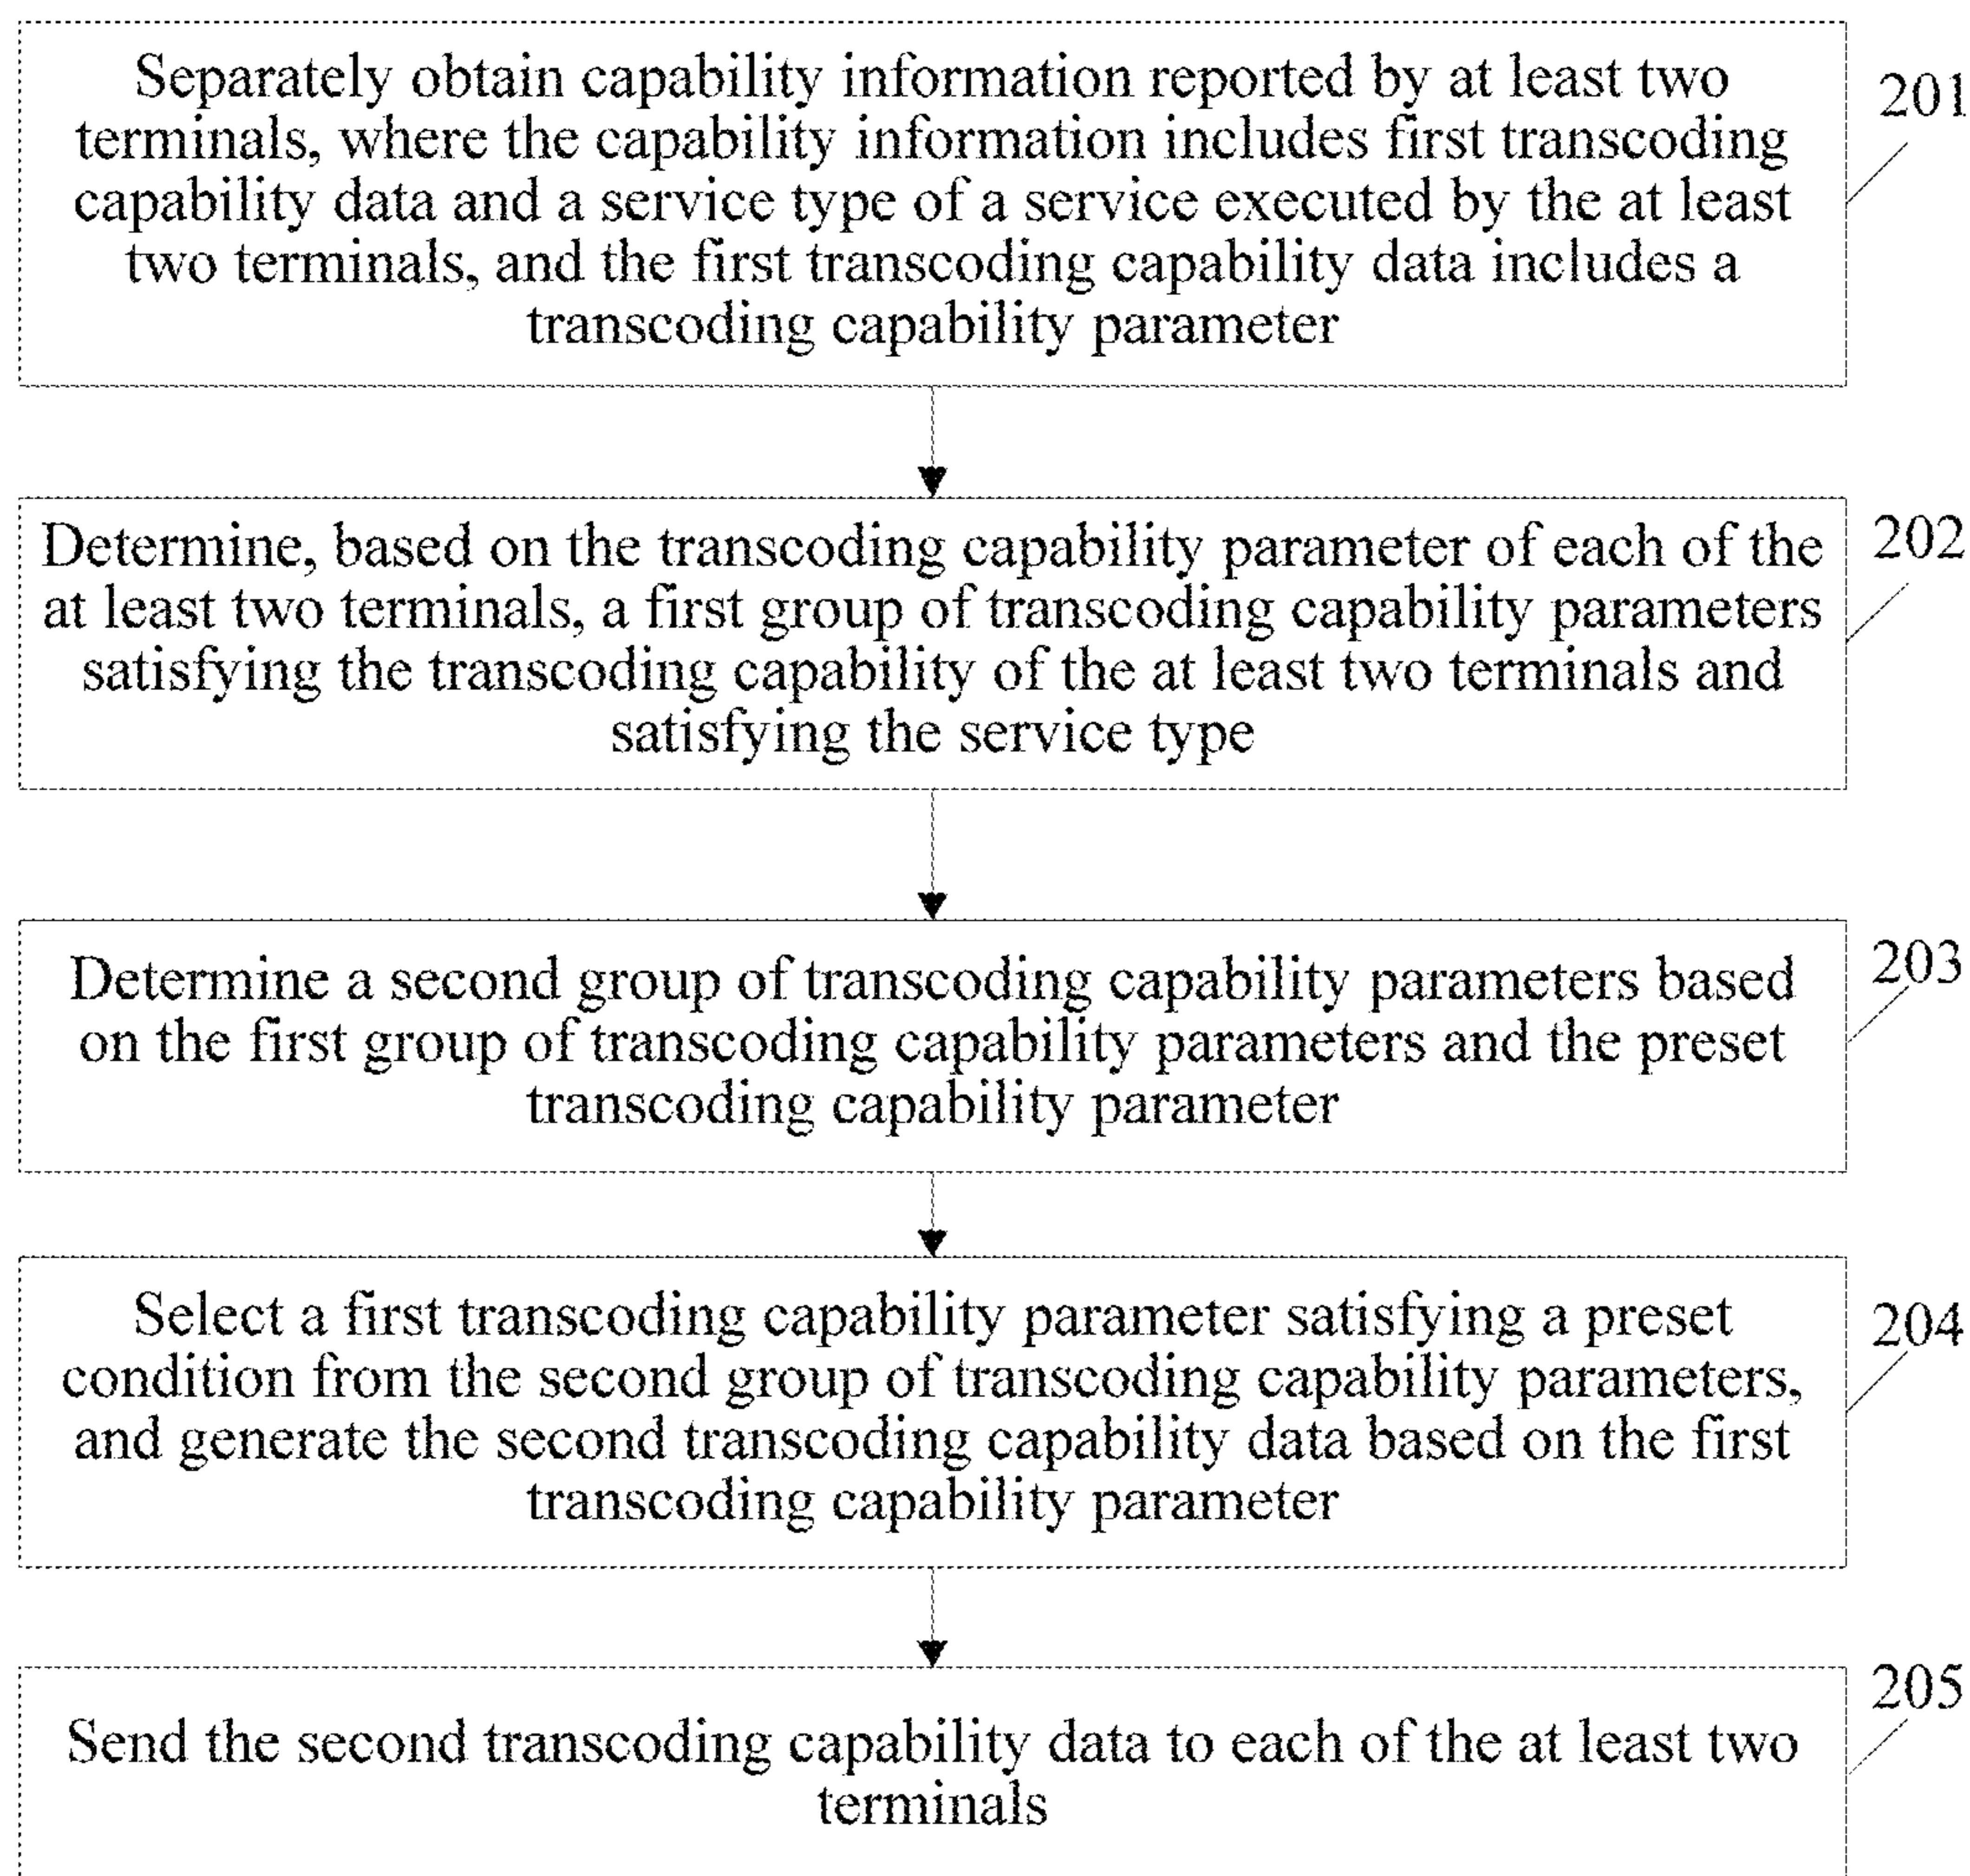 Separately obtain capability information reported by at least two
terminals, where the capability information includes first transcoding
capability data and a service type of a service executed by the at least
two terminals, and the first transcoding capability data includes a
transcoding capability parameter
201
Determine, based on the transcoding capability parameter of each of the
at least two terminals, a first group of transcoding capability parameters
satisfying the transcoding capability of the at least two terminals and
satisfying the service type
202
Determine a second group of transcoding capability parameters based
on the first group of transcoding capability parameters and the preset
transcoding capability parameter
203
Select a first transcoding capability parameter satisfying a preset
condition from the second group of transcoding capability parameters,
and generate the second transcoding capability data based on the first
transcoding capability parameter
204
Send the second transcoding capability data to each of the at least two
terminals
205